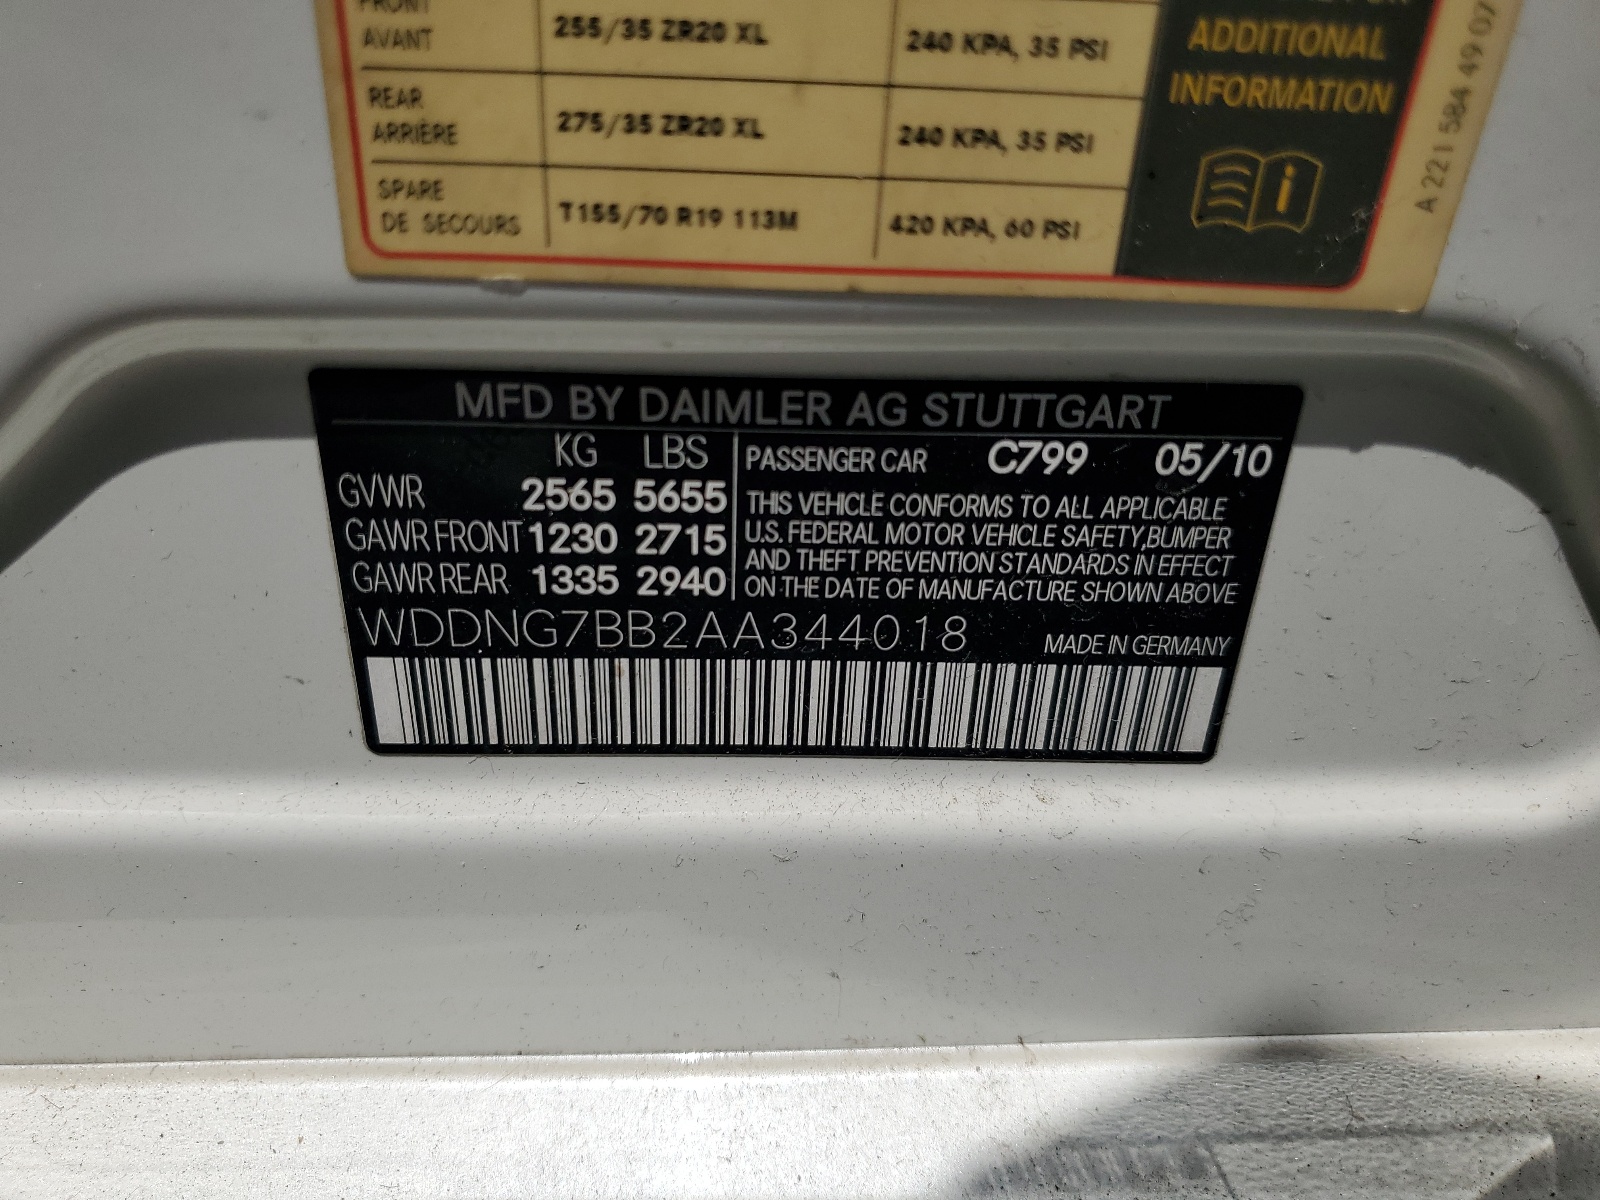 FRONT
AVANT 255/35 ZR20 XL 240 KPA, 35 PSI
REAR
ARRIÈRE 275/35 ZR20 XL 240 KPA, 35 PSI
SPARE
DE SECOURS T155/70 R19 113M 420 KPA, 60 PSI
ADDITIONAL
INFORMATION
A 221 584 49 07
MFD BY DAIMLER AG STUTTGART
KG LBS
GVWR 2565 5655
GAWR FRONT 1230 2715
GAWR REAR 1335 2940
PASSENGER CAR C799 05/10
THIS VEHICLE CONFORMS TO ALL APPLICABLE
U.S. FEDERAL MOTOR VEHICLE SAFETY, BUMPER
AND THEFT PREVENTION STANDARDS IN EFFECT
ON THE DATE OF MANUFACTURE SHOWN ABOVE
WDDNG7BB2AA344018
MADE IN GERMANY